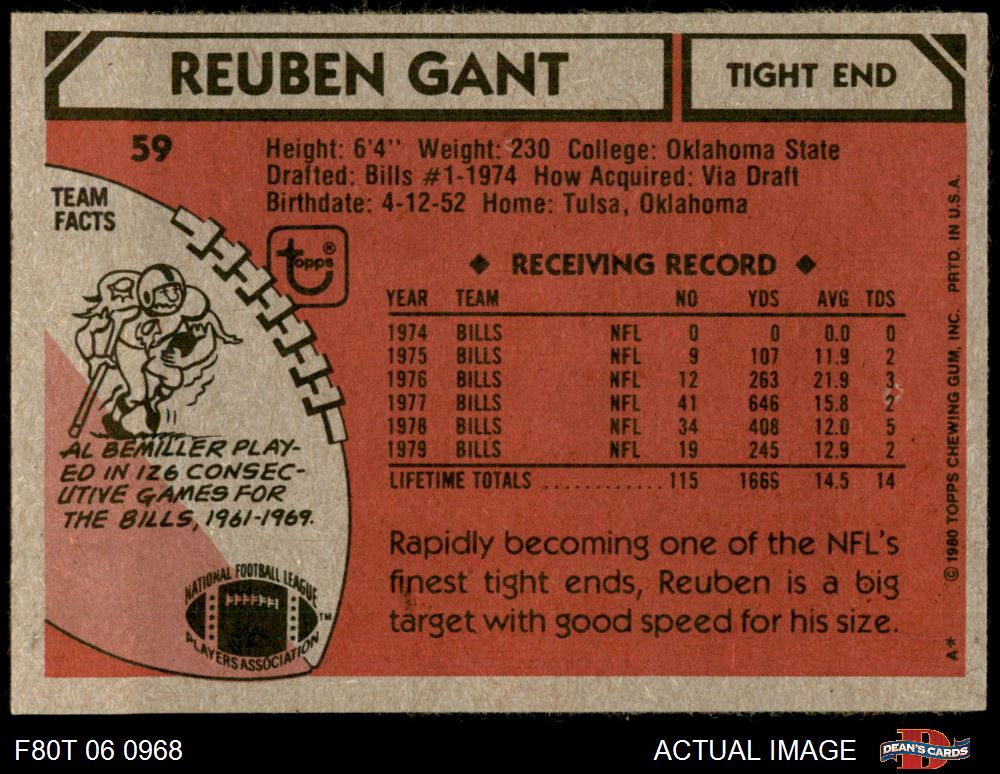 REUBEN GANT
TIGHT END
59
Height: 6'4" Weight: 230 College: Oklahoma State
Drafted: Bills #1-1974 How Acquired: Via Draft
Birthdate: 4-12-52 Home: Tulsa, Oklahoma
TEAM
FACTS
topps®
AL BEMILLER PLAY-
ED IN 126 CONSEC-
UTIVE GAMES FOR
THE BILLS, 1961-1969.
NATIONAL FOOTBALL LEAGUE
PLAYERS ASSOCIATION
TM
◆ RECEIVING RECORD ◆
YEAR TEAM NO YDS AVG TDS
1974 BILLS NFL 0 0 0.0 0
1975 BILLS NFL 9 107 11.9 2
1976 BILLS NFL 12 263 21.9 3
1977 BILLS NFL 41 646 15.8 2
1978 BILLS NFL 34 408 12.0 5
1979 BILLS NFL 19 245 12.9 2
LIFETIME TOTALS ............ 115 1669 14.5 14
Rapidly becoming one of the NFL's
finest tight ends, Reuben is a big
target with good speed for his size.
A* © 1980 TOPPS CHEWING GUM, INC. PRTD. IN U.S.A.
F80T 06 0968
ACTUAL IMAGE
DEAN'S CARDS